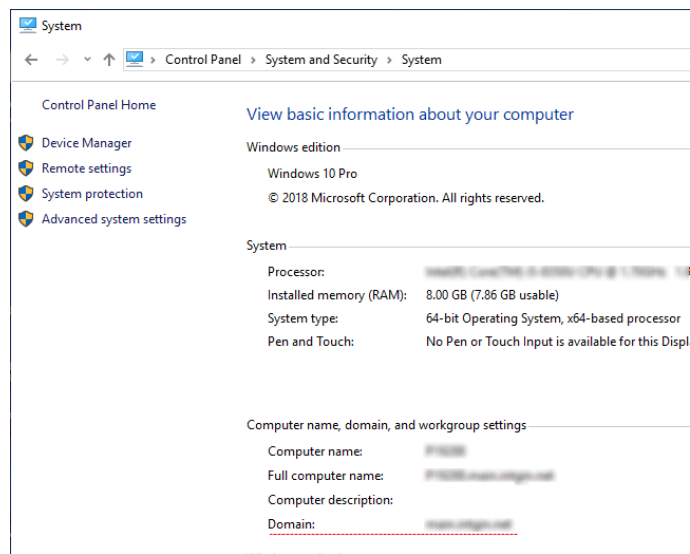 System
Control Panel > System and Security > System
Control Panel Home
Device Manager
Remote settings
System protection
Advanced system settings
View basic information about your computer
Windows edition
Windows 10 Pro
© 2018 Microsoft Corporation. All rights reserved.
System
Processor:
Installed memory (RAM): 8.00 GB (7.86 GB usable)
System type: 64-bit Operating System, x64-based processor
Pen and Touch: No Pen or Touch Input is available for this Displ
Computer name, domain, and workgroup settings
Computer name:
Full computer name:
Computer description:
Domain: